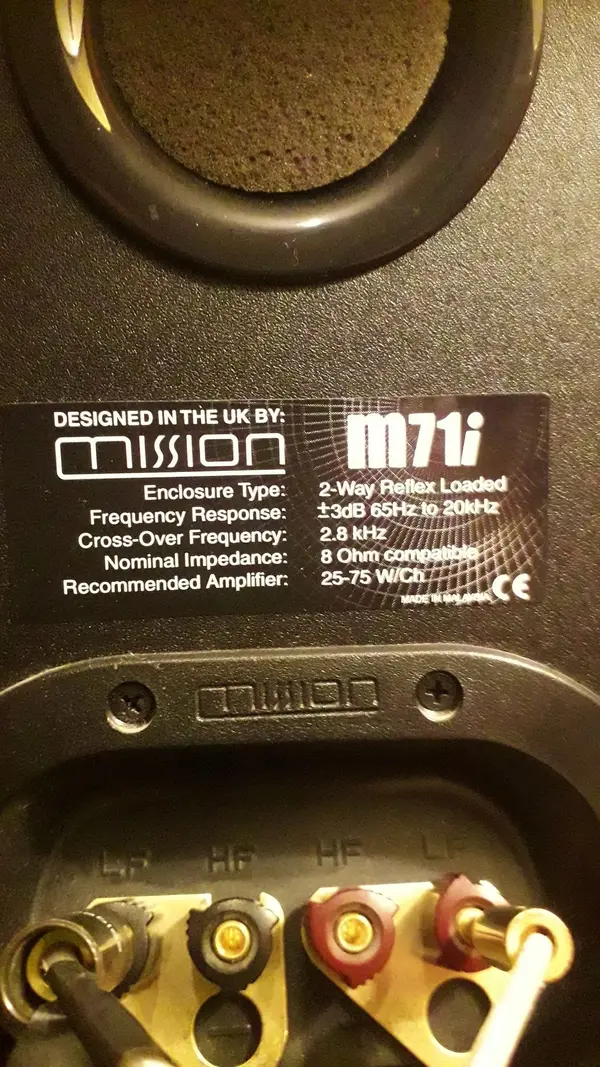 DESIGNED IN THE UK BY:
mission
m71i
Enclosure Type: 2-Way Reflex Loaded
Frequency Response: ±3dB 65Hz to 20kHz
Cross-Over Frequency: 2.8 kHz
Nominal Impedance: 8 Ohm compatible
Recommended Amplifier: 25-75 W/Ch
MADE IN MALAYSIA CE
mission
LF HF HF LF